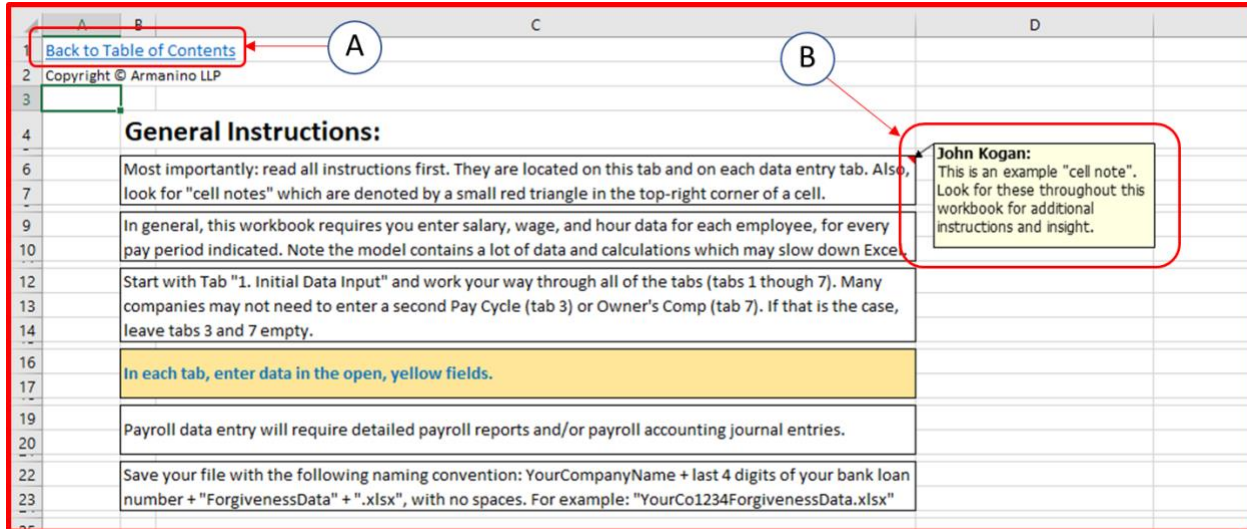 A B C D
1 Back to Table of Contents
A
B
2 Copyright © Armanino LLP
3
4 General Instructions:
6 Most importantly: read all instructions first. They are located on this tab and on each data entry tab. Also,
7 look for "cell notes" which are denoted by a small red triangle in the top-right corner of a cell.
John Kogan:
This is an example "cell note".
Look for these throughout this
workbook for additional
instructions and insight.
9 In general, this workbook requires you enter salary, wage, and hour data for each employee, for every
10 pay period indicated. Note the model contains a lot of data and calculations which may slow down Excel.
12 Start with Tab "1. Initial Data Input" and work your way through all of the tabs (tabs 1 though 7). Many
13 companies may not need to enter a second Pay Cycle (tab 3) or Owner's Comp (tab 7). If that is the case,
14 leave tabs 3 and 7 empty.
16
In each tab, enter data in the open, yellow fields.
17
19
Payroll data entry will require detailed payroll reports and/or payroll accounting journal entries.
20
22 Save your file with the following naming convention: YourCompanyName + last 4 digits of your bank loan
23 number + "ForgivenessData" + ".xlsx", with no spaces. For example: "YourCo1234ForgivenessData.xlsx"